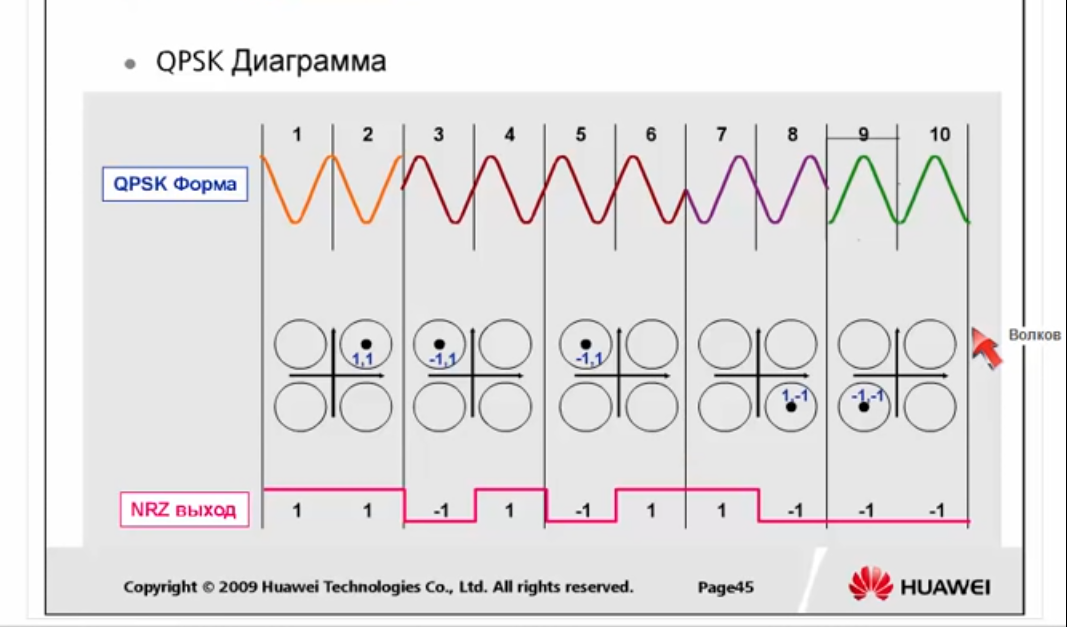 QPSK Диаграмма
1 2 3 4 5 6 7 8 9 10
QPSK Форма
Волков
1,1 -1,1 -1,1 1,-1 -1,-1
NRZ выход
1 1 -1 1 -1 1 1 -1 -1 -1
Copyright © 2009 Huawei Technologies Co., Ltd. All rights reserved. Page45 HUAWEI